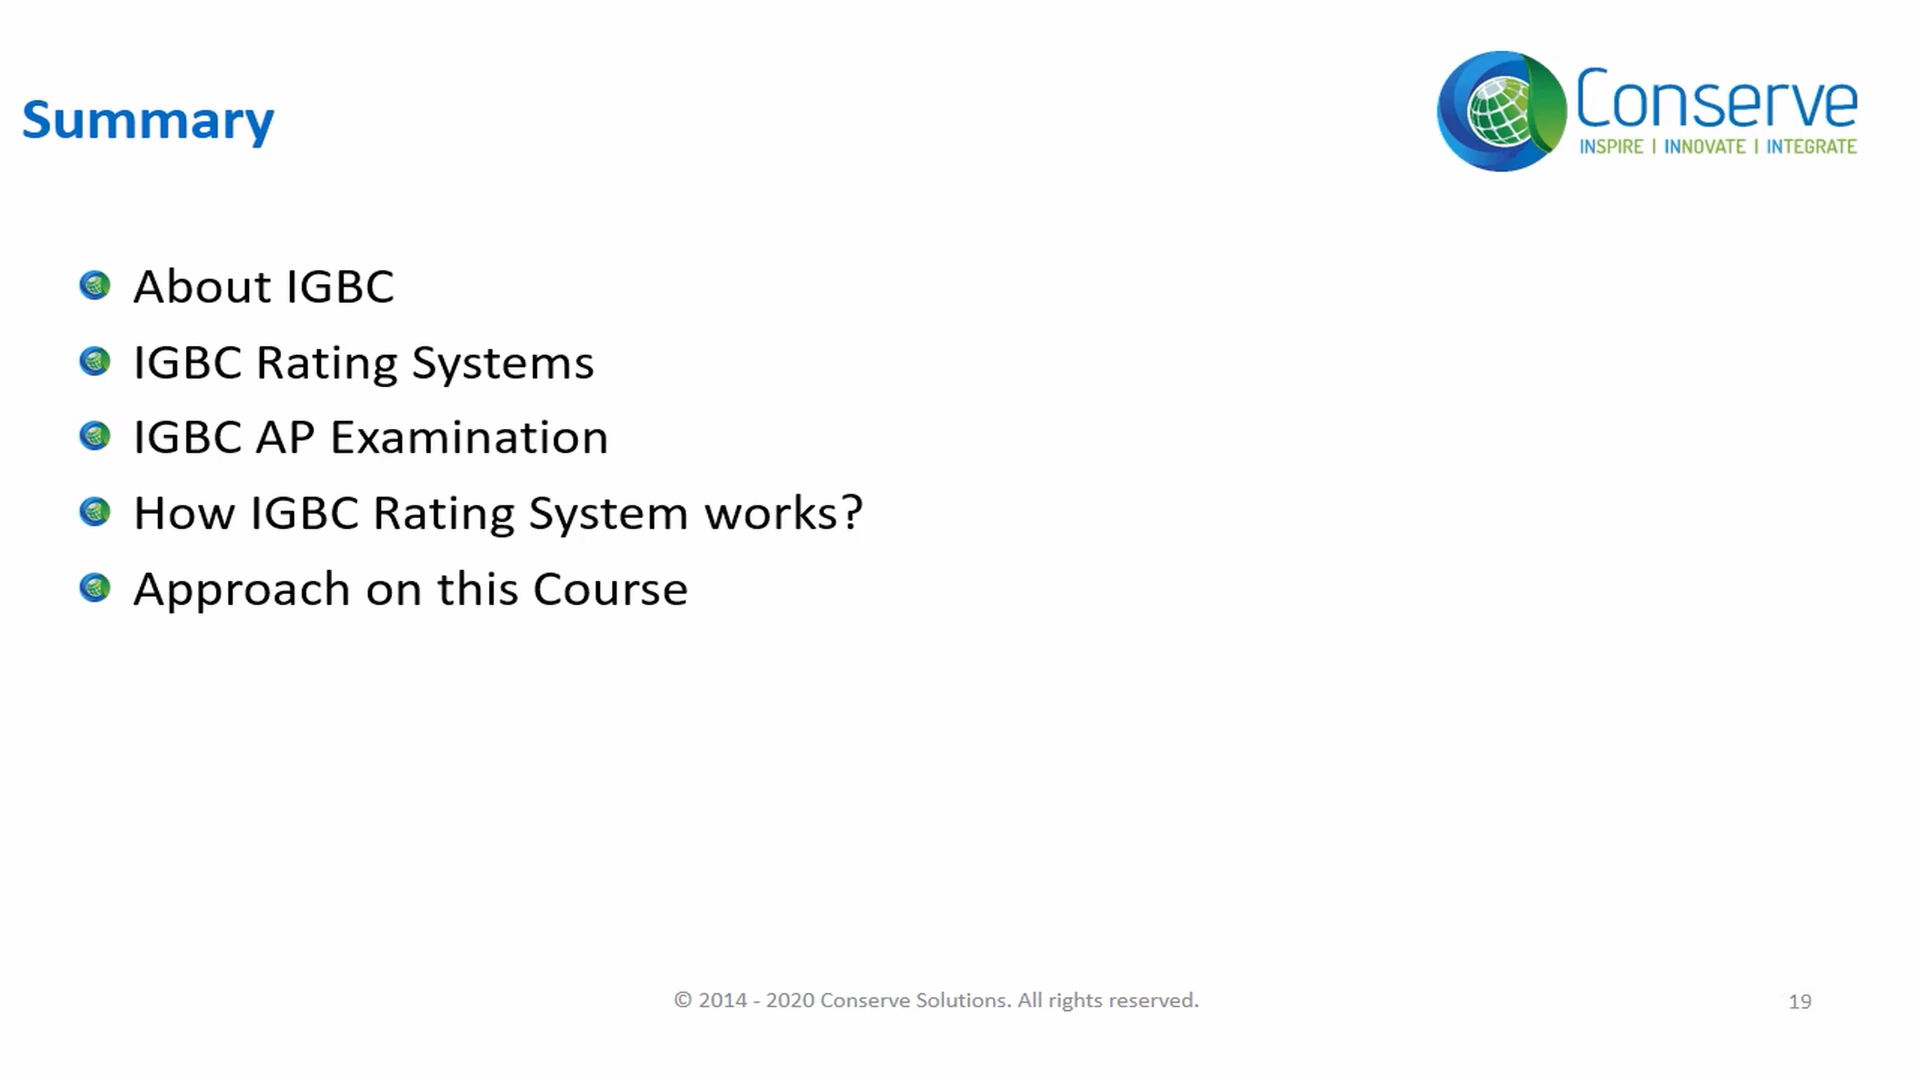 Summary
Conserve
INSPIRE | INNOVATE | INTEGRATE
About IGBC
IGBC Rating Systems
IGBC AP Examination
How IGBC Rating System works?
Approach on this Course
© 2014 - 2020 Conserve Solutions. All rights reserved.
19